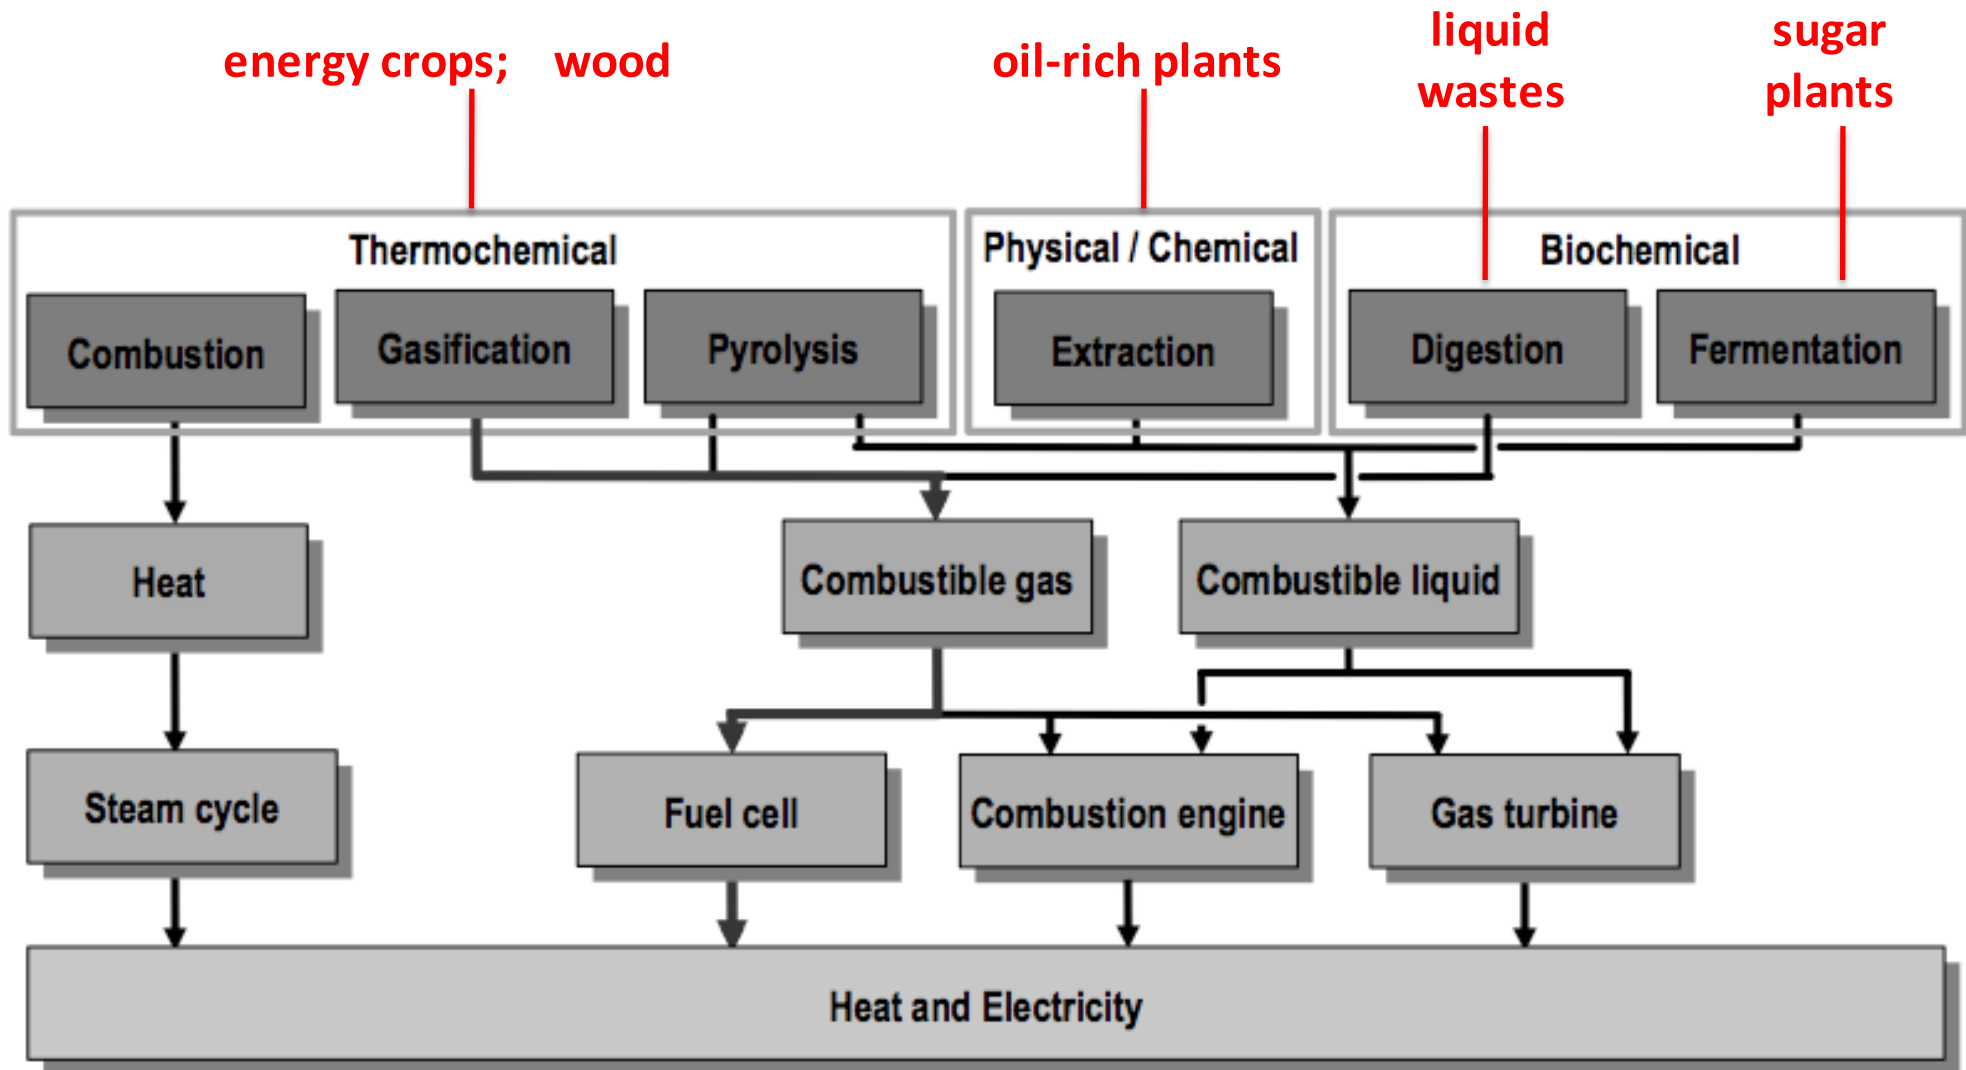 energy crops; wood
oil-rich plants
liquid
wastes
sugar
plants
Thermochemical
Physical / Chemical
Biochemical
Combustion
Gasification
Pyrolysis
Extraction
Digestion
Fermentation
Heat
Combustible gas
Combustible liquid
Steam cycle
Fuel cell
Combustion engine
Gas turbine
Heat and Electricity